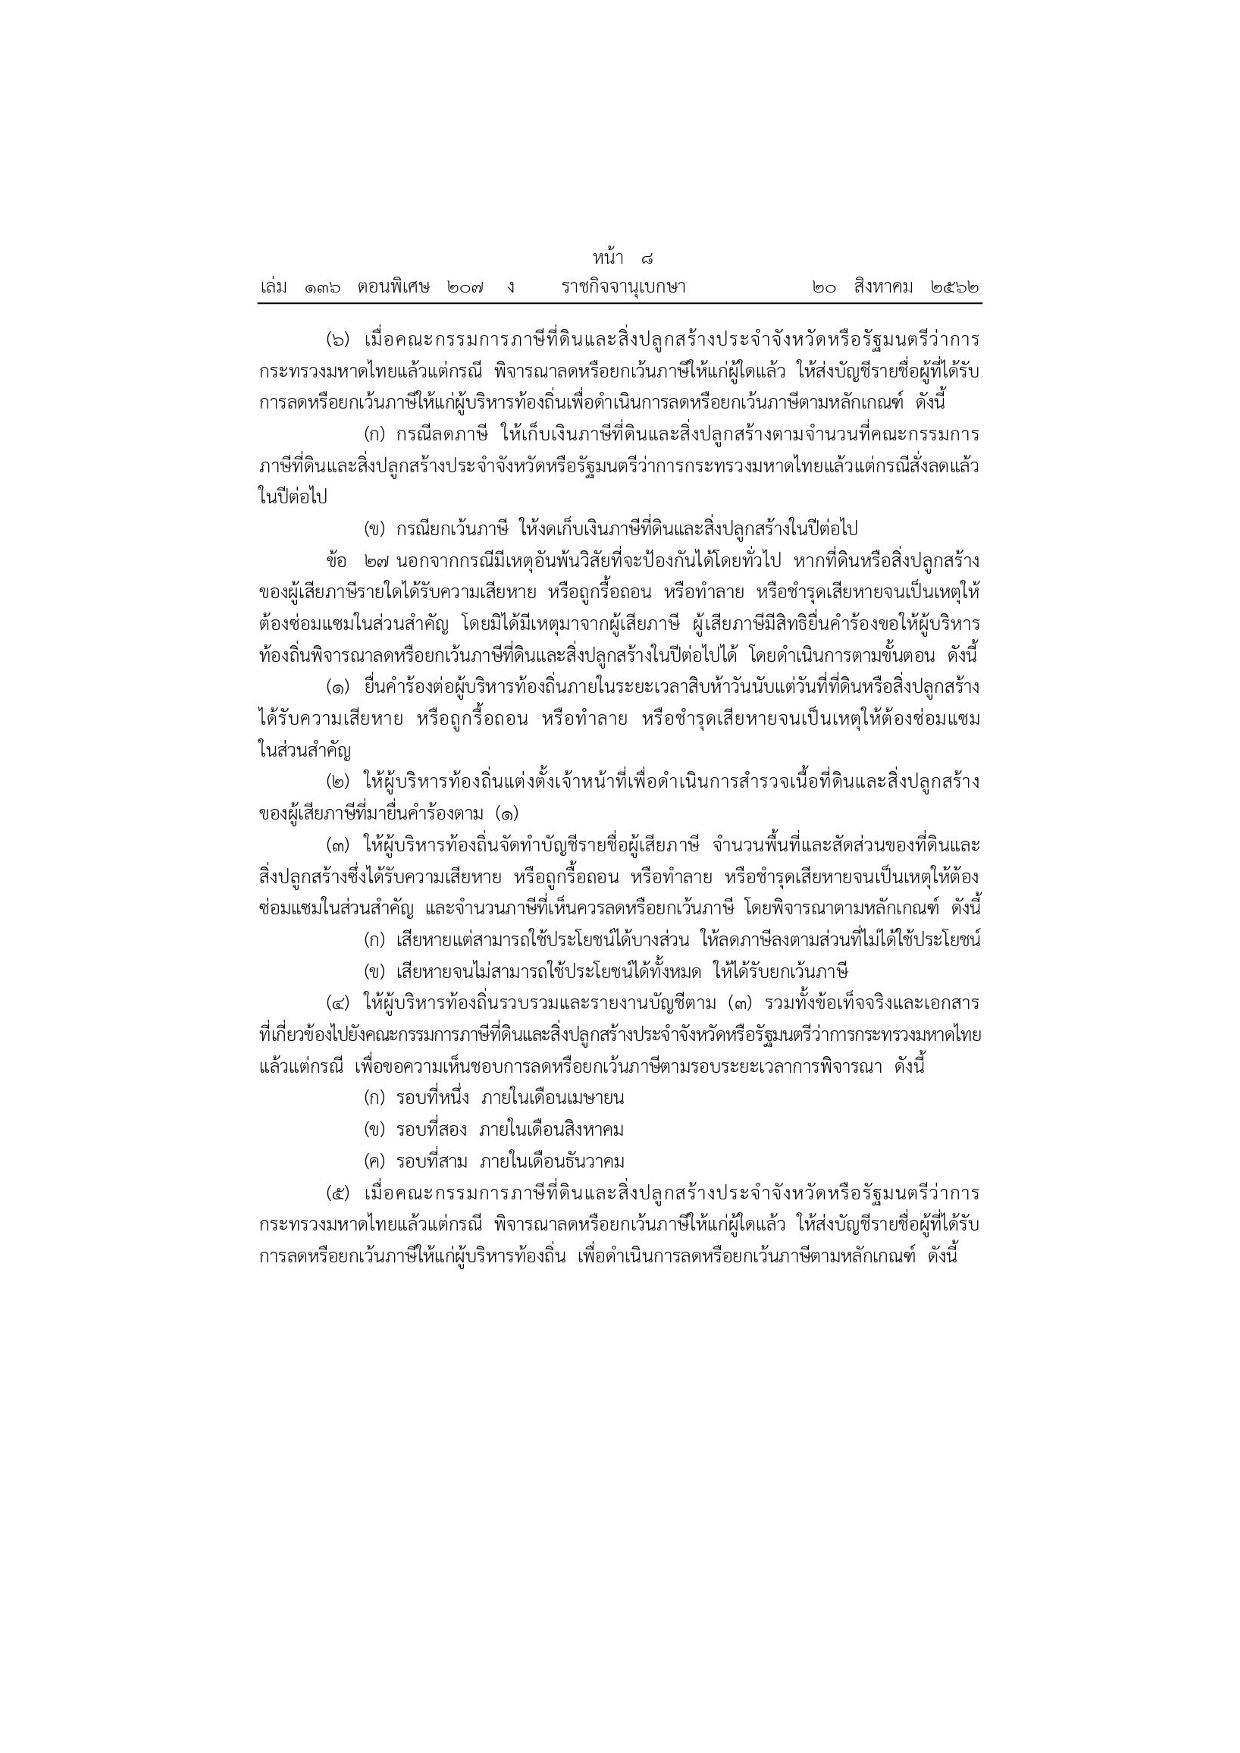 หน้า ๘
เล่ม ๑๓๖ ตอนพิเศษ ๒๐๗ ง ราชกิจจานุเบกษา ๒๐ สิงหาคม ๒๕๖๒
(๖) เมื่อคณะกรรมการภาษีที่ดินและสิ่งปลูกสร้างประจำจังหวัดหรือรัฐมนตรีว่าการ
กระทรวงมหาดไทยแล้วแต่กรณี พิจารณาลดหรือยกเว้นภาษีให้แก่ผู้ใดแล้ว ให้ส่งบัญชีรายชื่อผู้ที่ได้รับ
การลดหรือยกเว้นภาษีให้แก่ผู้บริหารท้องถิ่นเพื่อดำเนินการลดหรือยกเว้นภาษีตามหลักเกณฑ์ ดังนี้
(ก) กรณีลดภาษี ให้เก็บเงินภาษีที่ดินและสิ่งปลูกสร้างตามจำนวนที่คณะกรรมการ
ภาษีที่ดินและสิ่งปลูกสร้างประจำจังหวัดหรือรัฐมนตรีว่าการกระทรวงมหาดไทยแล้วแต่กรณีสั่งลดแล้ว
ในปีต่อไป
(ข) กรณียกเว้นภาษี ให้งดเก็บเงินภาษีที่ดินและสิ่งปลูกสร้างในปีต่อไป
ข้อ ๒๗ นอกจากกรณีมีเหตุอันพ้นวิสัยที่จะป้องกันได้โดยทั่วไป หากที่ดินหรือสิ่งปลูกสร้าง
ของผู้เสียภาษีรายใดได้รับความเสียหาย หรือถูกรื้อถอน หรือทำลาย หรือชำรุดเสียหายจนเป็นเหตุให้
ต้องซ่อมแซมในส่วนสำคัญ โดยมิได้มีเหตุมาจากผู้เสียภาษี ผู้เสียภาษีมีสิทธิยื่นคำร้องขอให้ผู้บริหาร
ท้องถิ่นพิจารณาลดหรือยกเว้นภาษีที่ดินและสิ่งปลูกสร้างในปีต่อไปได้ โดยดำเนินการตามขั้นตอน ดังนี้
(๑) ยื่นคำร้องต่อผู้บริหารท้องถิ่นภายในระยะเวลาสิบห้าวันนับแต่วันที่ที่ดินหรือสิ่งปลูกสร้าง
ได้รับความเสียหาย หรือถูกรื้อถอน หรือทำลาย หรือชำรุดเสียหายจนเป็นเหตุให้ต้องซ่อมแซม
ในส่วนสำคัญ
(๒) ให้ผู้บริหารท้องถิ่นแต่งตั้งเจ้าหน้าที่เพื่อดำเนินการสำรวจเนื้อที่ดินและสิ่งปลูกสร้าง
ของผู้เสียภาษีที่มายื่นคำร้องตาม (๑)
(๓) ให้ผู้บริหารท้องถิ่นจัดทำบัญชีรายชื่อผู้เสียภาษี จำนวนพื้นที่และสัดส่วนของที่ดินและ
สิ่งปลูกสร้างซึ่งได้รับความเสียหาย หรือถูกรื้อถอน หรือทำลาย หรือชำรุดเสียหายจนเป็นเหตุให้ต้อง
ซ่อมแซมในส่วนสำคัญ และจำนวนภาษีที่เห็นควรลดหรือยกเว้นภาษี โดยพิจารณาตามหลักเกณฑ์ ดังนี้
(ก) เสียหายแต่สามารถใช้ประโยชน์ได้บางส่วน ให้ลดภาษีลงตามส่วนที่ไม่ได้ใช้ประโยชน์
(ข) เสียหายจนไม่สามารถใช้ประโยชน์ได้ทั้งหมด ให้ได้รับยกเว้นภาษี
(๔) ให้ผู้บริหารท้องถิ่นรวบรวมและรายงานบัญชีตาม (๓) รวมทั้งข้อเท็จจริงและเอกสาร
ที่เกี่ยวข้องไปยังคณะกรรมการภาษีที่ดินและสิ่งปลูกสร้างประจำจังหวัดหรือรัฐมนตรีว่าการกระทรวงมหาดไทย
แล้วแต่กรณี เพื่อขอความเห็นชอบการลดหรือยกเว้นภาษีตามรอบระยะเวลาการพิจารณา ดังนี้
(ก) รอบที่หนึ่ง ภายในเดือนเมษายน
(ข) รอบที่สอง ภายในเดือนสิงหาคม
(ค) รอบที่สาม ภายในเดือนธันวาคม
(๕) เมื่อคณะกรรมการภาษีที่ดินและสิ่งปลูกสร้างประจำจังหวัดหรือรัฐมนตรีว่าการ
กระทรวงมหาดไทยแล้วแต่กรณี พิจารณาลดหรือยกเว้นภาษีให้แก่ผู้ใดแล้ว ให้ส่งบัญชีรายชื่อผู้ที่ได้รับ
การลดหรือยกเว้นภาษีให้แก่ผู้บริหารท้องถิ่น เพื่อดำเนินการลดหรือยกเว้นภาษีตามหลักเกณฑ์ ดังนี้